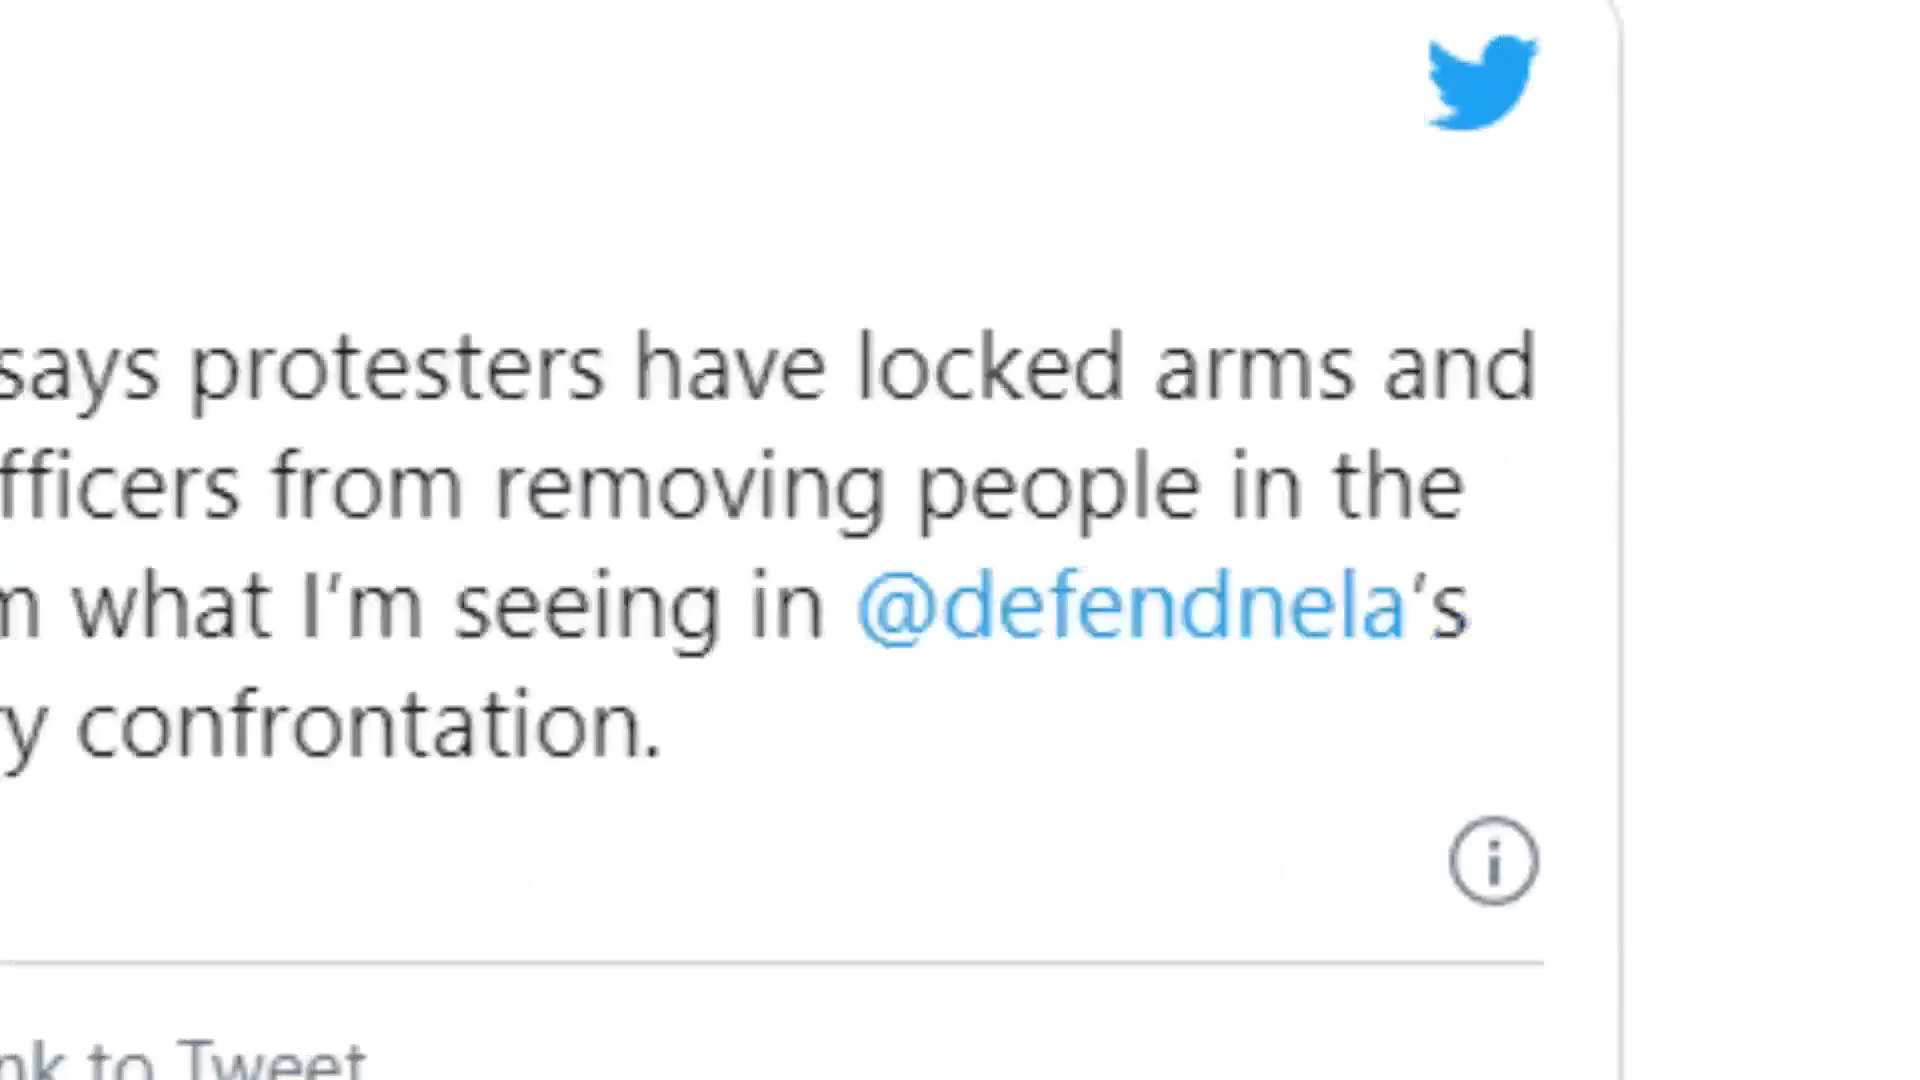 says protesters have locked arms and
fficers from removing people in the
what I'm seeing in @defendnela's
y confrontation.
nk to Tweet